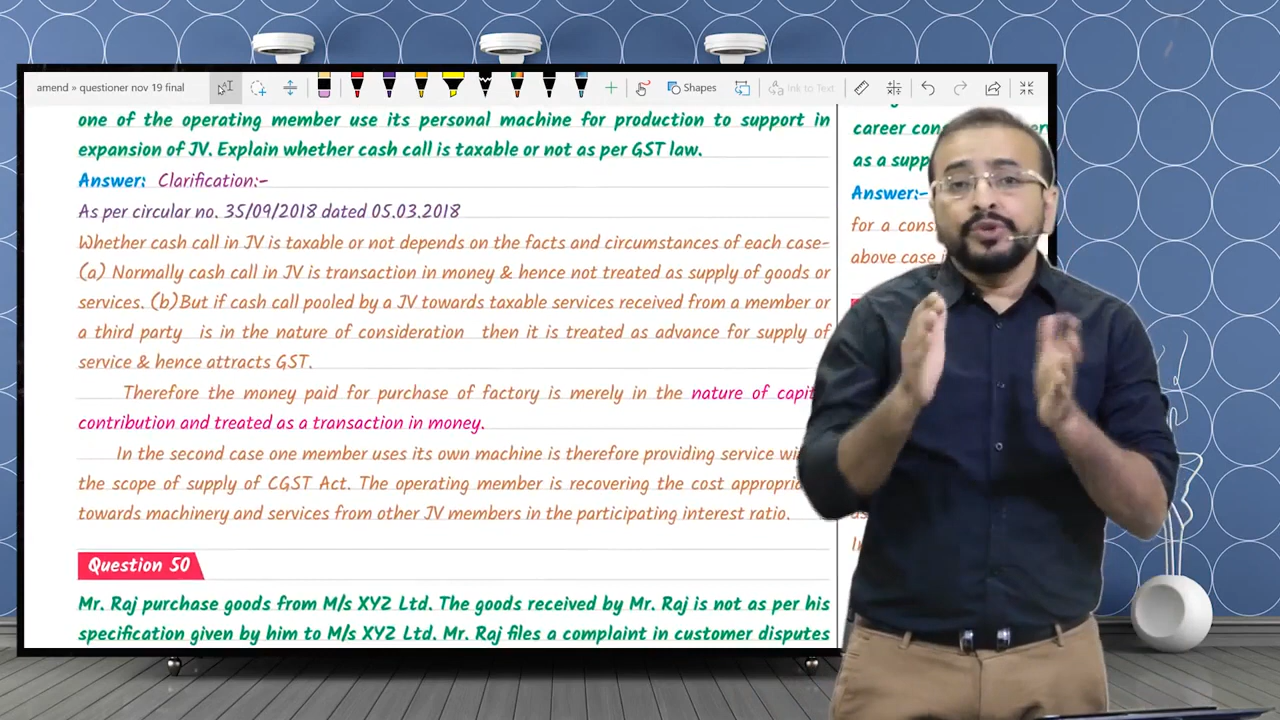 amend » questioner nov 19 final
Shapes
Ink to Text
one of the operating member use its personal machine for production to support in
expansion of JV. Explain whether cash call is taxable or not as per GST law.
Answer: Clarification:-
As per circular no. 35/09/2018 dated 05.03.2018
Whether cash call in JV is taxable or not depends on the facts and circumstances of each case-
(a) Normally cash call in JV is transaction in money & hence not treated as supply of goods or
services. (b)But if cash call pooled by a JV towards taxable services received from a member or
a third party is in the nature of consideration then it is treated as advance for supply of
service & hence attracts GST.
Therefore the money paid for purchase of factory is merely in the nature of
contribution and treated as a transaction in money.
In the second case one member uses its own machine is therefore providing service
the scope of supply of CGST Act. The operating member is recovering the cost
towards machinery and services from other JV members in the participating interest ratio.
Question 50
Mr. Raj purchase goods from M/s XYZ Ltd. The goods received by Mr. Raj is not as per his
specification given by him to M/s XYZ Ltd. Mr. Raj files a complaint in customer disputes
career
as a
Answer:-
for a
above case